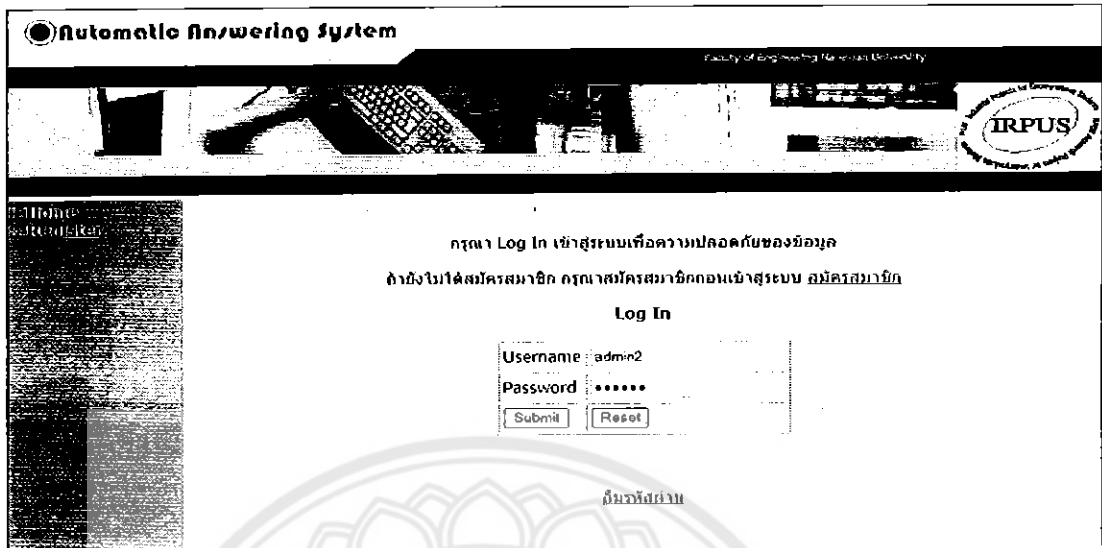 Automatic Answering System
Faculty of Engineering Naresuan University
IRPUS
Home
Register
กรุณา Log In เข้าสู่ระบบเพื่อความปลอดภัยของข้อมูล
ถ้ายังไม่ได้สมัครสมาชิก กรุณาสมัครสมาชิกก่อนเข้าสู่ระบบ สมัครสมาชิก
Log In
Username admin2
Password ••••••
Submit Reset
ลืมรหัสผ่าน